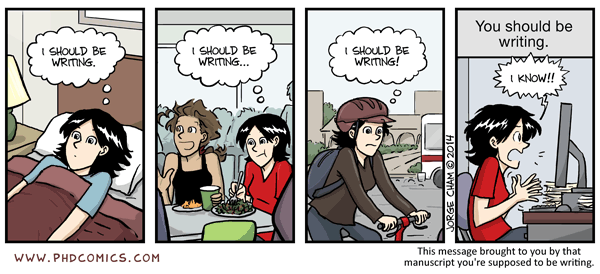 I SHOULD BE
WRITING.
I SHOULD BE
WRITING...
I SHOULD BE
WRITING!
You should be
writing.
I KNOW!!
JORGE CHAM © 2014
WWW.PHDCOMICS.COM
This message brought to you by that
manuscript you're supposed to be writing.